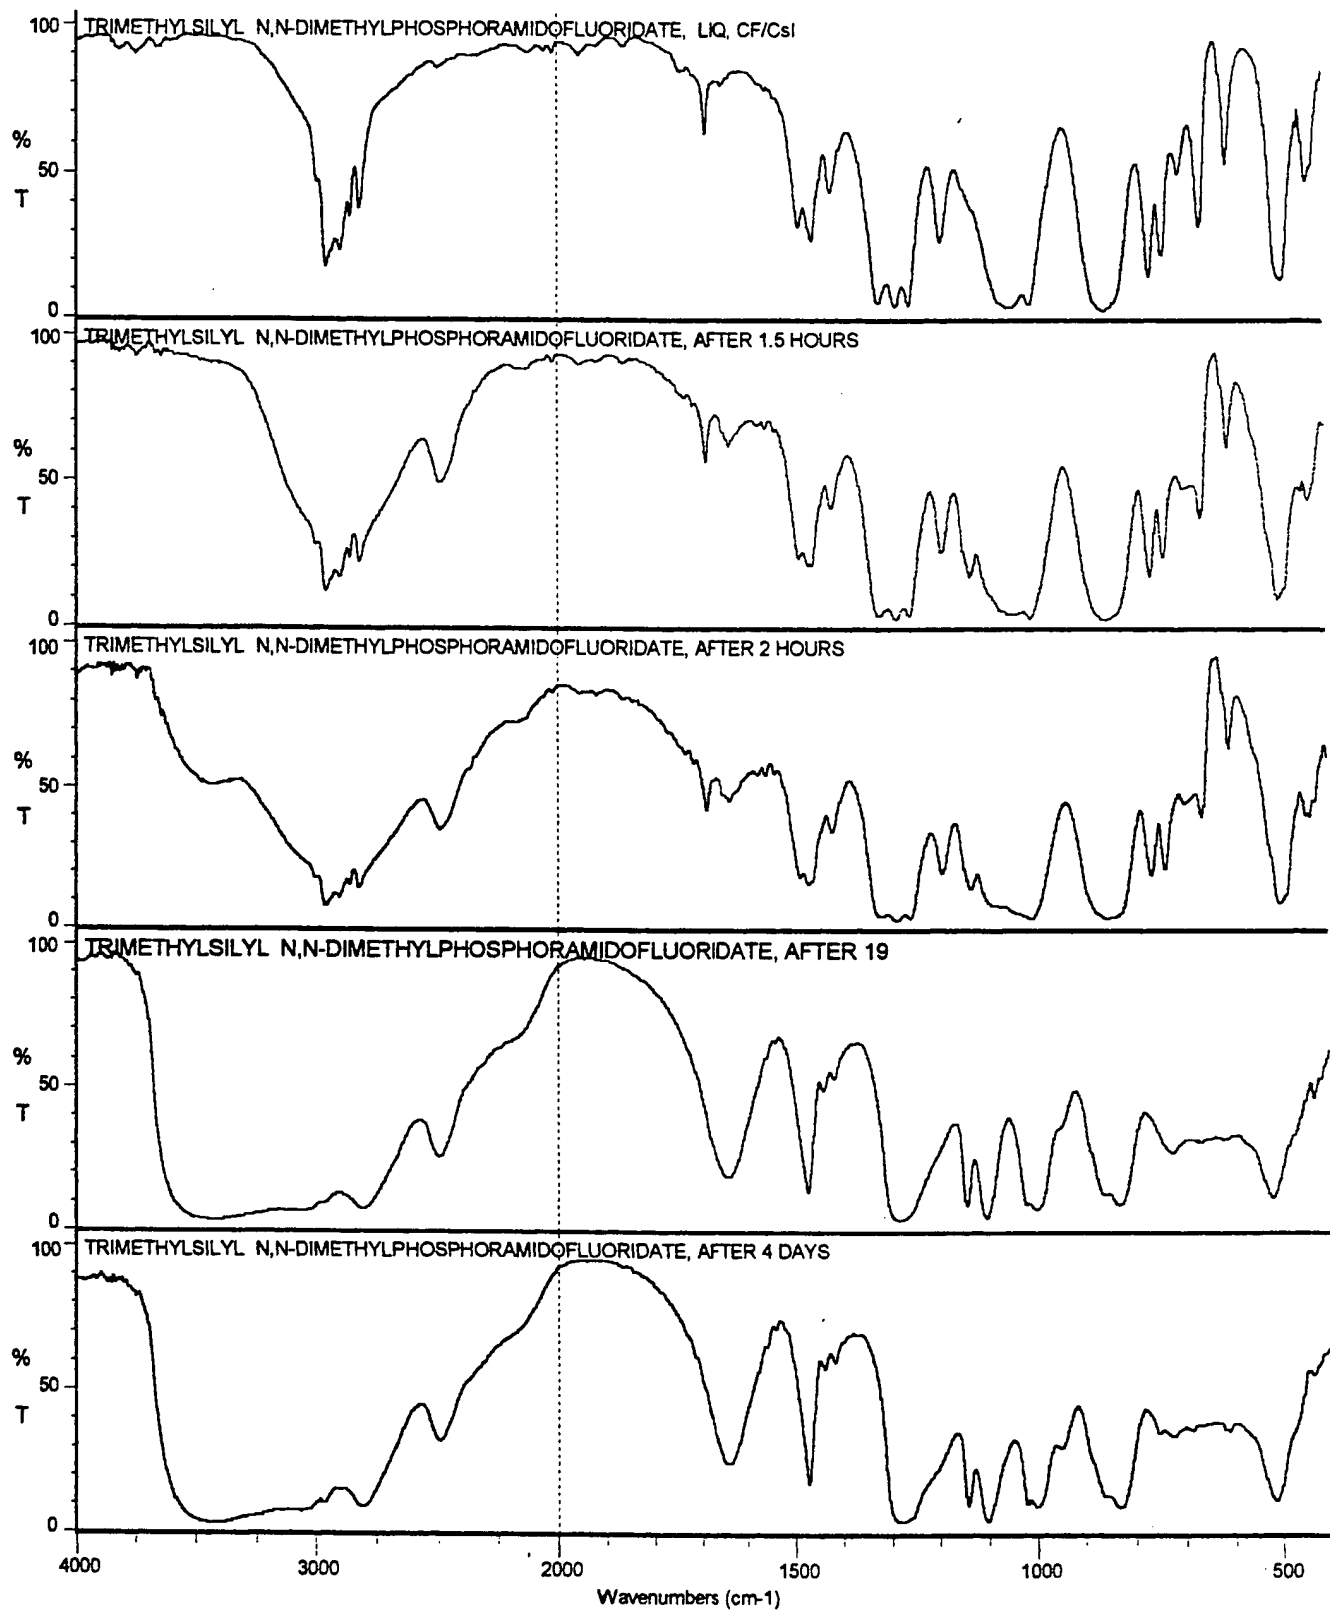 TRIMETHYLSILYL N,N-DIMETHYLPHOSPHORAMIDOFLUORIDATE, LIQ, CF/CsI
100
%
50
T
0
TRIMETHYLSILYL N,N-DIMETHYLPHOSPHORAMIDOFLUORIDATE, AFTER 1.5 HOURS
100
%
50
T
0
TRIMETHYLSILYL N,N-DIMETHYLPHOSPHORAMIDOFLUORIDATE, AFTER 2 HOURS
100
%
50
T
0
TRIMETHYLSILYL N,N-DIMETHYLPHOSPHORAMIDOFLUORIDATE, AFTER 19
100
%
50
T
0
TRIMETHYLSILYL N,N-DIMETHYLPHOSPHORAMIDOFLUORIDATE, AFTER 4 DAYS
100
%
50
T
0
4000 3000 2000 1500 1000 500
Wavenumbers (cm-1)